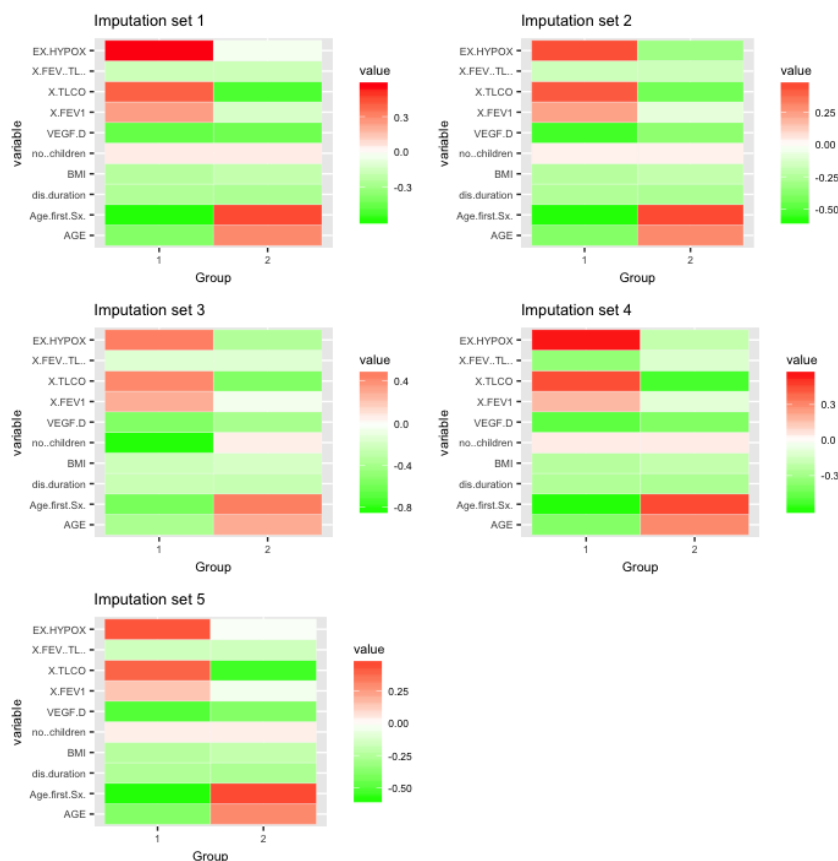 Imputation set 1
EX.HYPOX
X.FEV..TL..
X.TLCO
X.FEV1
VEGF.D
no..children
BMI
dis.duration
Age.first.Sx.
AGE
variable
1
2
Group
value
0.3
0.0
-0.3
Imputation set 2
EX.HYPOX
X.FEV..TL..
X.TLCO
X.FEV1
VEGF.D
no..children
BMI
dis.duration
Age.first.Sx.
AGE
variable
1
2
Group
value
0.25
0.00
-0.25
-0.50
Imputation set 3
EX.HYPOX
X.FEV..TL..
X.TLCO
X.FEV1
VEGF.D
no..children
BMI
dis.duration
Age.first.Sx.
AGE
variable
1
2
Group
value
0.4
0.0
-0.4
-0.8
Imputation set 4
EX.HYPOX
X.FEV..TL..
X.TLCO
X.FEV1
VEGF.D
no..children
BMI
dis.duration
Age.first.Sx.
AGE
variable
1
2
Group
value
0.3
0.0
-0.3
Imputation set 5
EX.HYPOX
X.FEV..TL..
X.TLCO
X.FEV1
VEGF.D
no..children
BMI
dis.duration
Age.first.Sx.
AGE
variable
1
2
Group
value
0.25
0.00
-0.25
-0.50